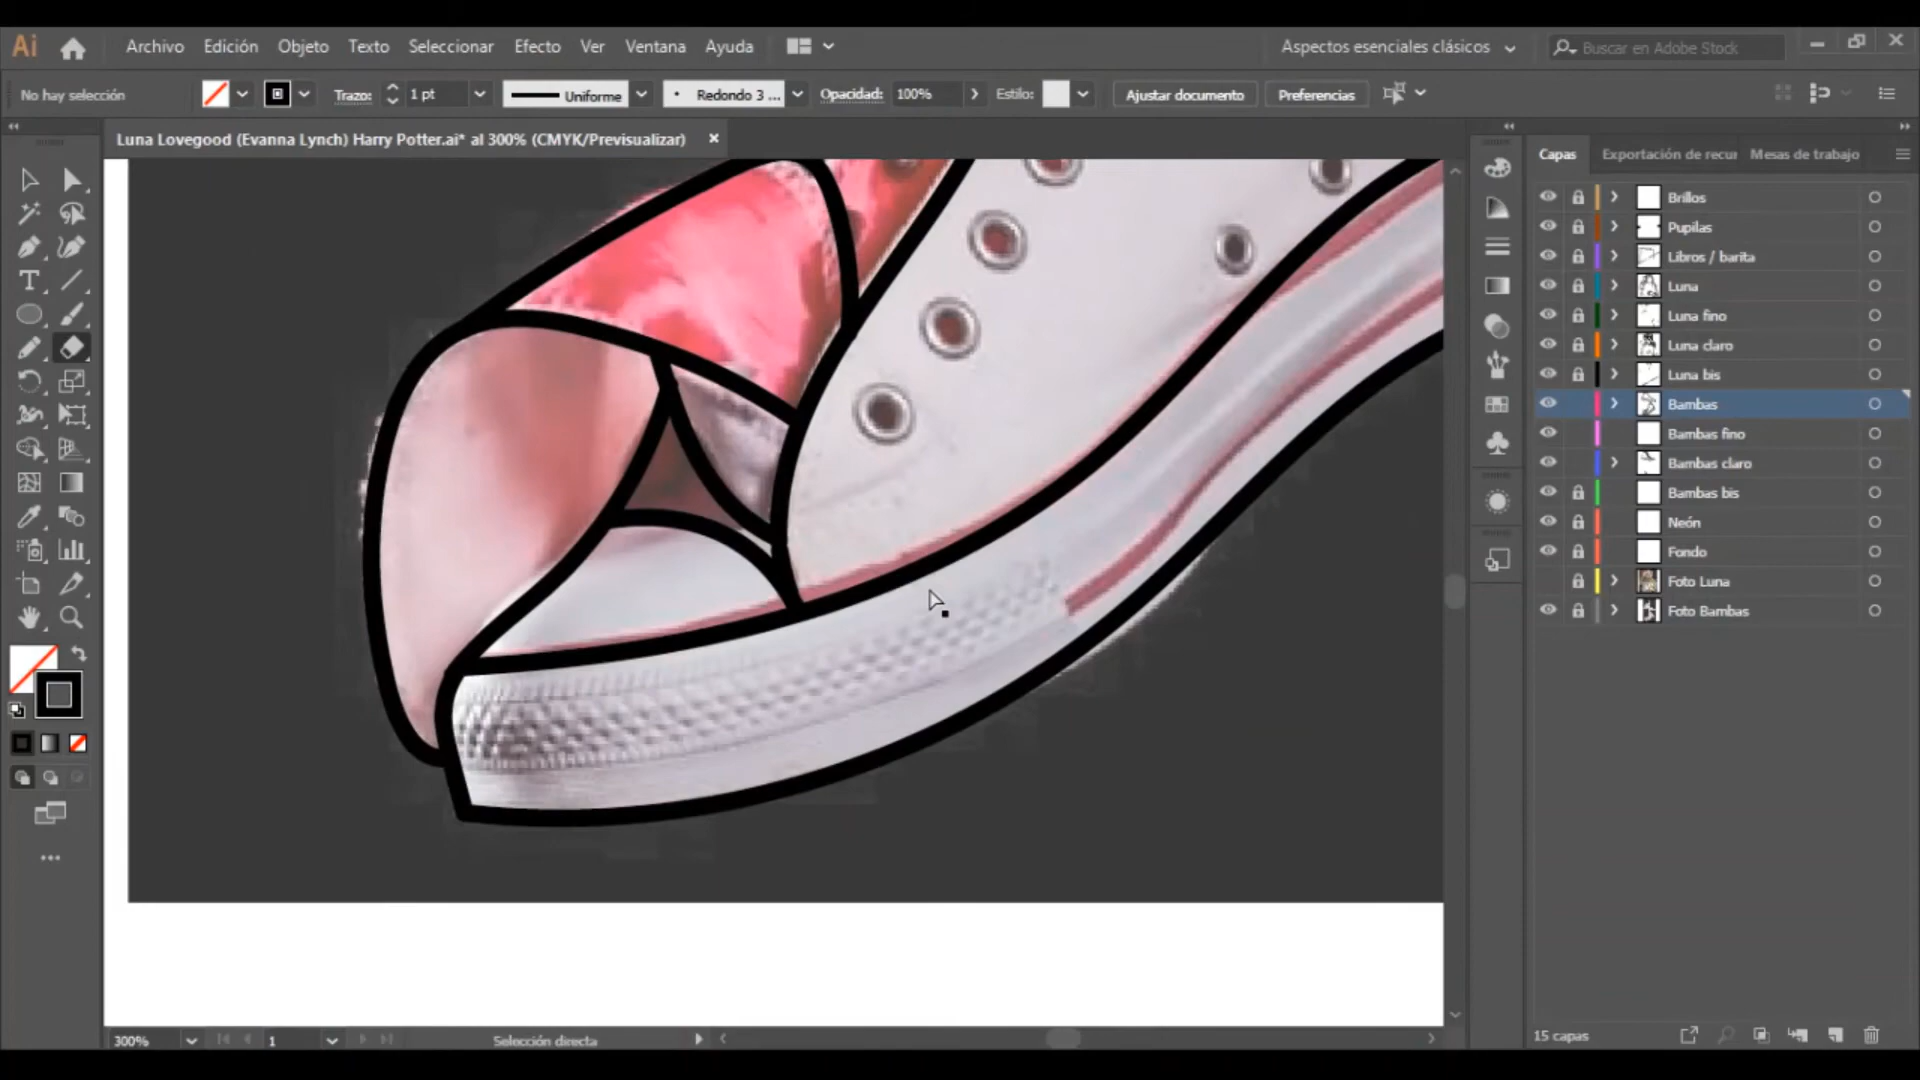 Ai Archivo Edición Objeto Texto Seleccionar Efecto Ver Ventana Ayuda Aspectos esenciales clásicos Buscar en Adobe Stock
No hay selección Trazo: 1 pt Uniforme Redondo 3 ... Opacidad: 100% Estilo: Ajustar documento Preferencias
Luna Lovegood (Evanna Lynch) Harry Potter.ai* al 300% (CMYK/Previsualizar)
Capas Exportación de recur Mesas de trabajo
Brillos
Pupilas
Libros / barita
Luna
Luna fino
Luna claro
Luna bis
Bambas
Bambas fino
Bambas claro
Bambas bis
Neón
Fondo
Foto Luna
Foto Bambas
300% 1 Selección directa 15 capas